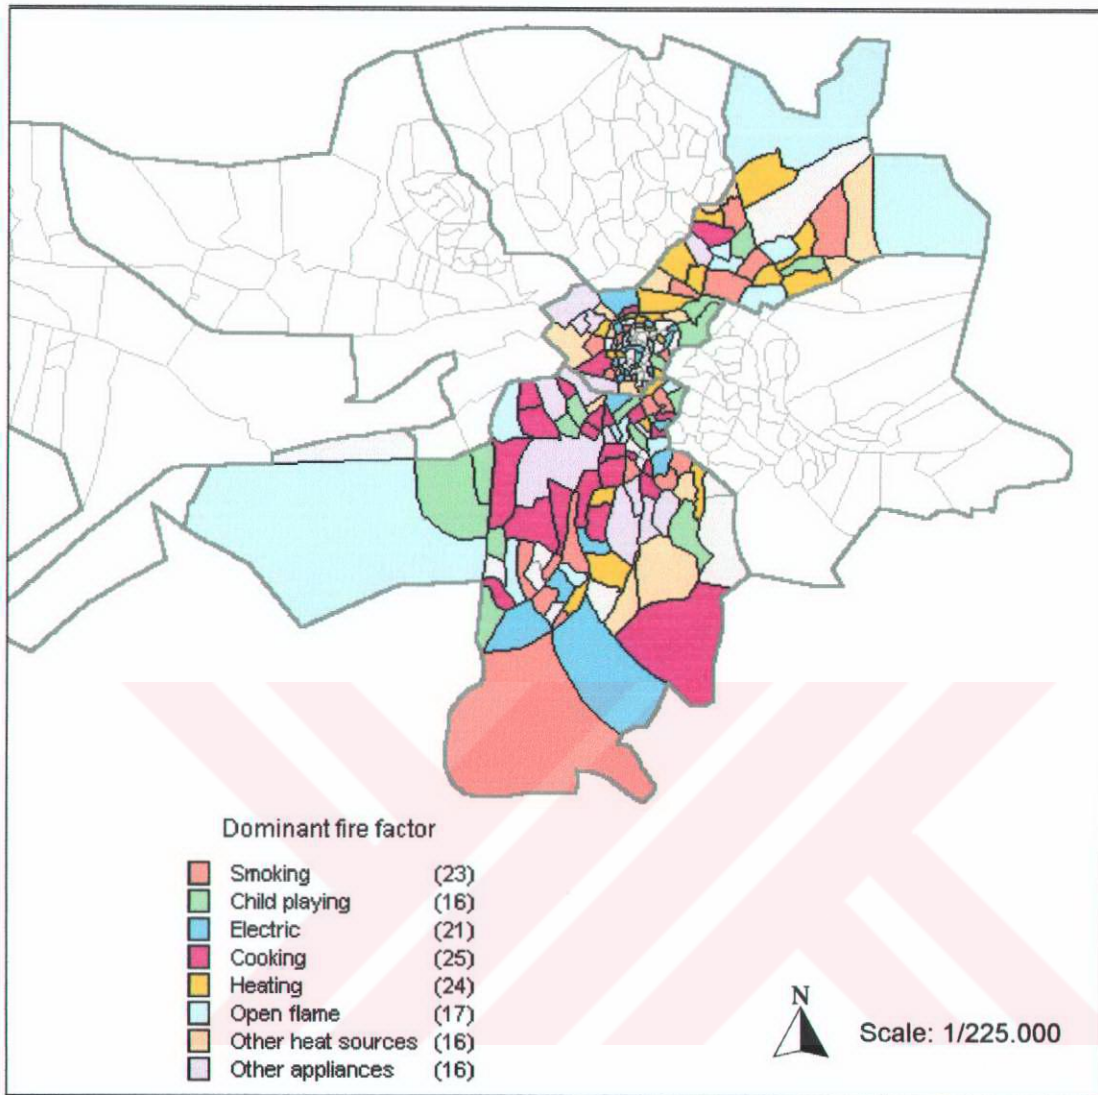 Dominant fire factor
Smoking (23)
Child playing (16)
Electric (21)
Cooking (25)
Heating (24)
Open flame (17)
Other heat sources (16)
Other appliances (16)
N
Scale: 1/225.000